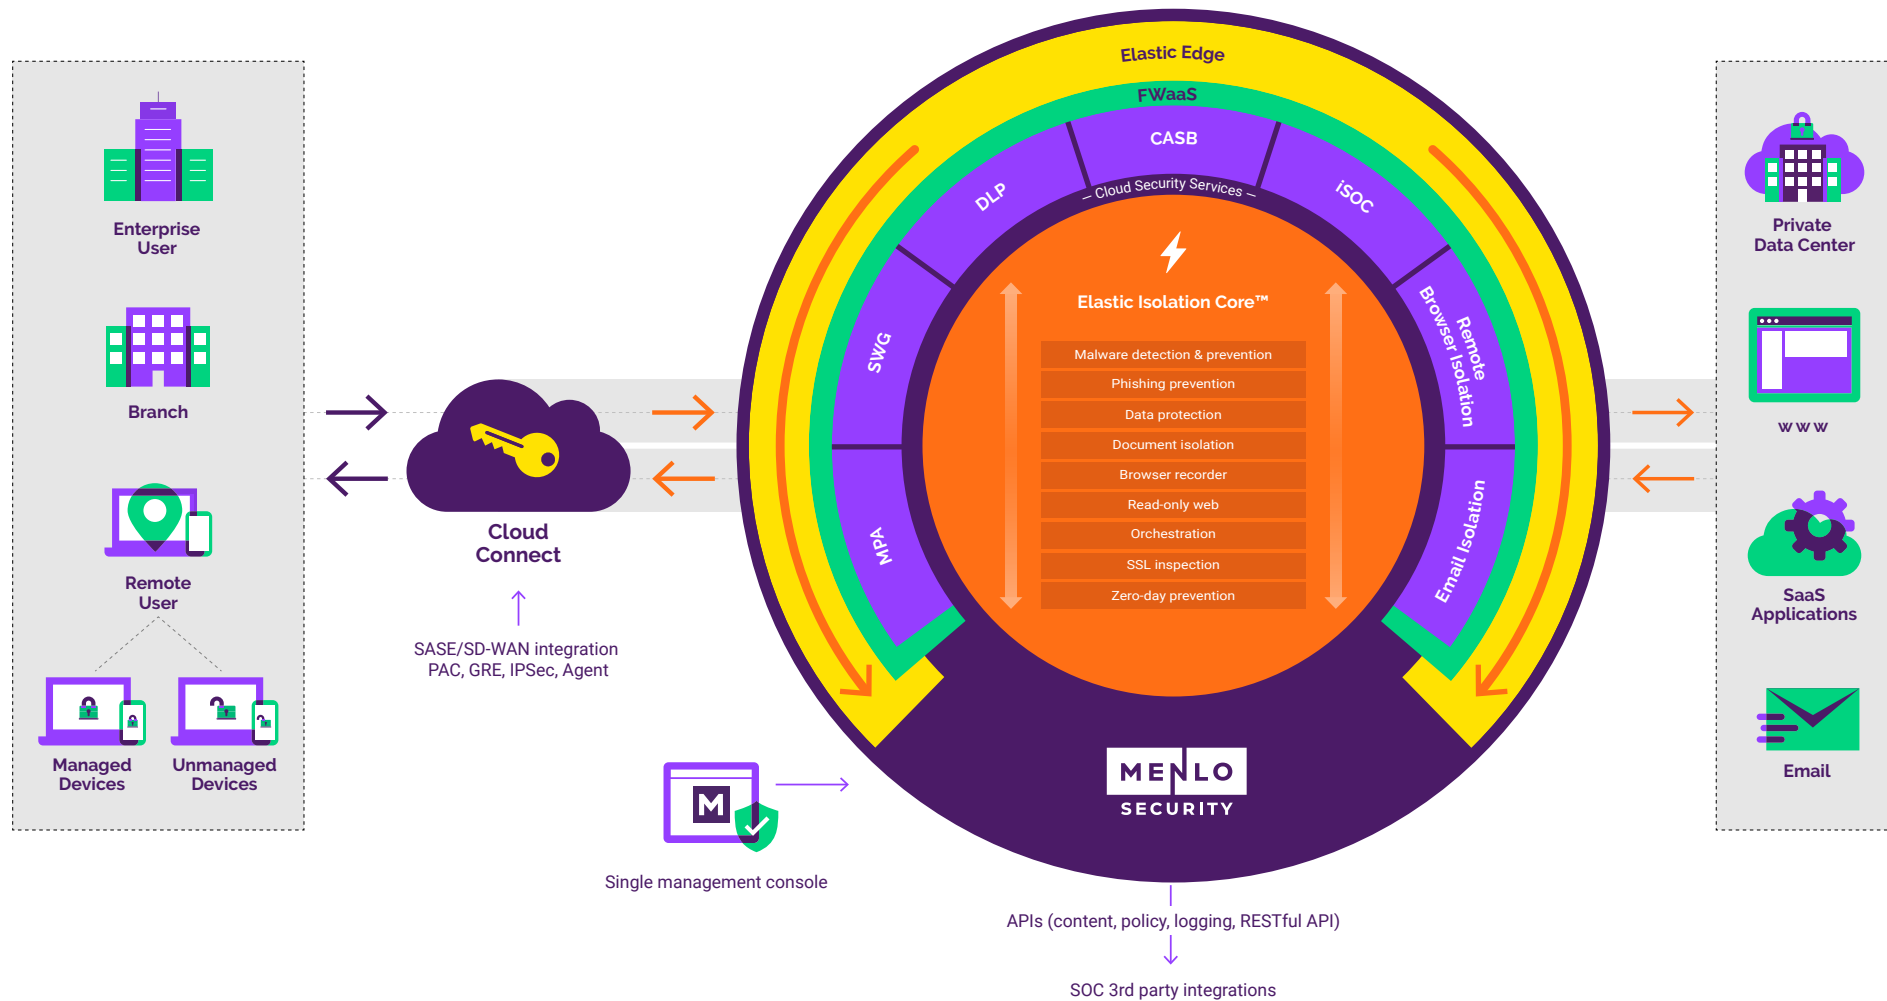 Enterprise
User
Branch
Remote
User
Managed
Devices
Unmanaged
Devices
Cloud
Connect
SASE/SD-WAN integration
PAC, GRE, IPSec, Agent
M
Single management console
Elastic Edge
FWaaS
MPA
SWG
DLP
CASB
iSOC
Remote
Browser Isolation
Email Isolation
— Cloud Security Services —
Elastic Isolation Core™
Malware detection & prevention
Phishing prevention
Data protection
Document isolation
Browser recorder
Read-only web
Orchestration
SSL inspection
Zero-day prevention
MENLO
SECURITY
APIs (content, policy, logging, RESTful API)
SOC 3rd party integrations
Private
Data Center
www
SaaS
Applications
Email